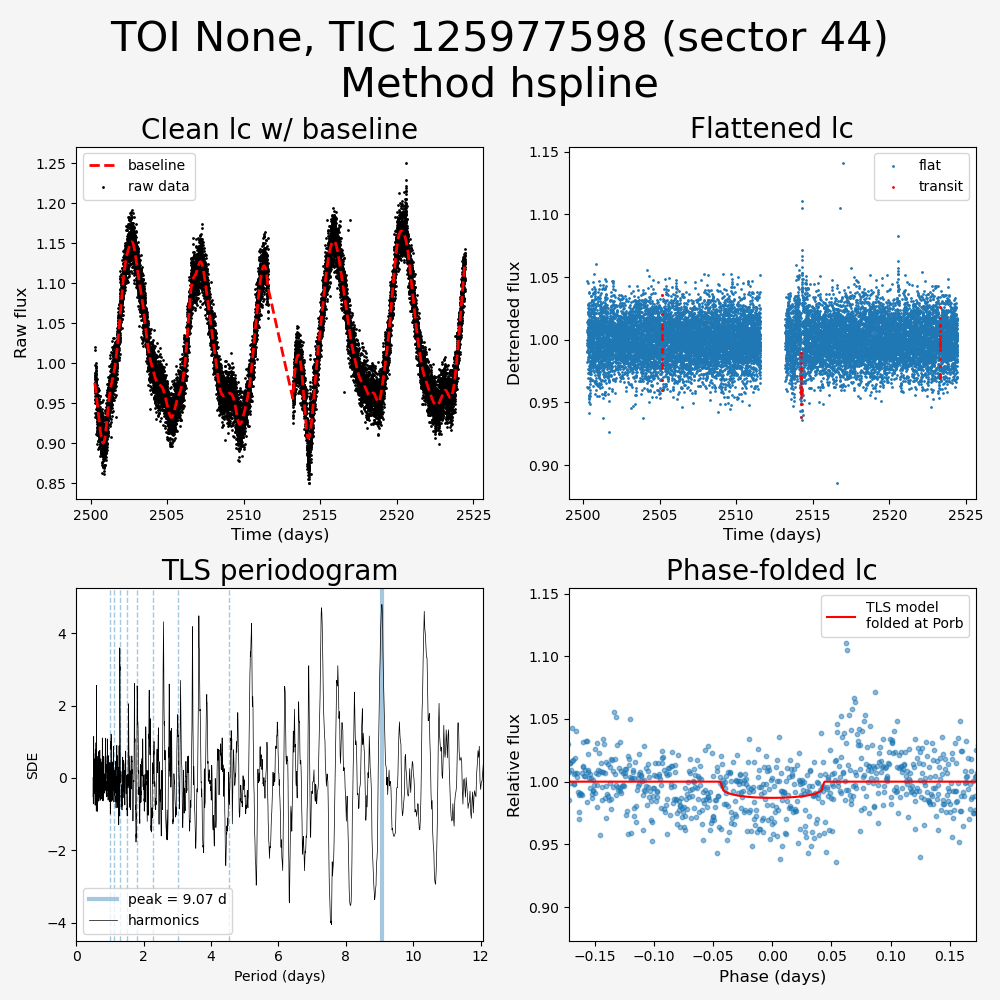 TOI None, TIC 125977598 (sector 44)
Method hspline
Clean lc w/ baseline
baseline
raw data
1.25
1.20
1.15
1.10
1.05
1.00
0.95
0.90
0.85
Raw flux
2500
2505
2510
2515
2520
2525
Time (days)
Flattened lc
flat
transit
1.15
1.10
1.05
1.00
0.95
0.90
Detrended flux
2500
2505
2510
2515
2520
2525
Time (days)
TLS periodogram
4
2
0
−2
−4
SDE
peak = 9.07 d
harmonics
0
2
4
6
8
10
12
Period (days)
Phase-folded lc
TLS model
folded at Porb
1.15
1.10
1.05
1.00
0.95
0.90
Relative flux
−0.15
−0.10
−0.05
0.00
0.05
0.10
0.15
Phase (days)